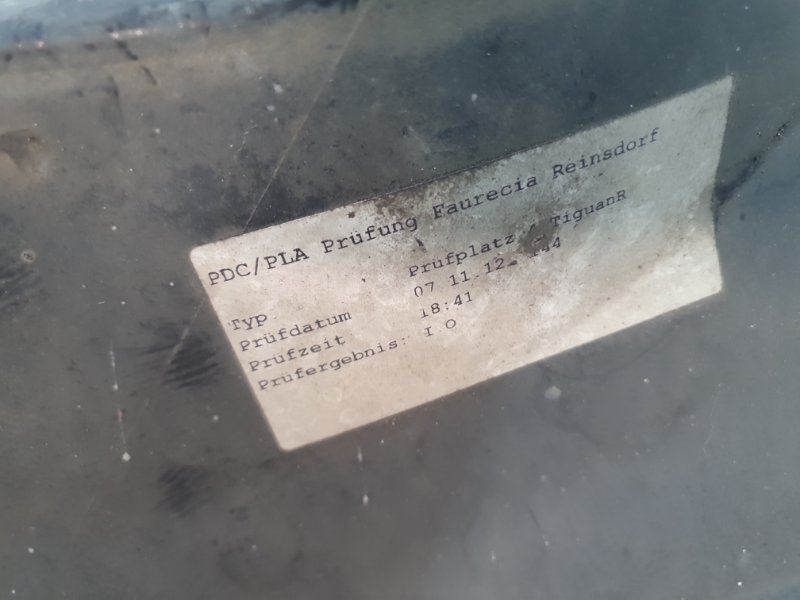 PDC/PLA Prüfung Faurecia Reinsdorf
Typ Prüfplatz TiguanR
Prüfdatum 07 11.12
Prüfzeit 18:41
Prüfergebnis: I O